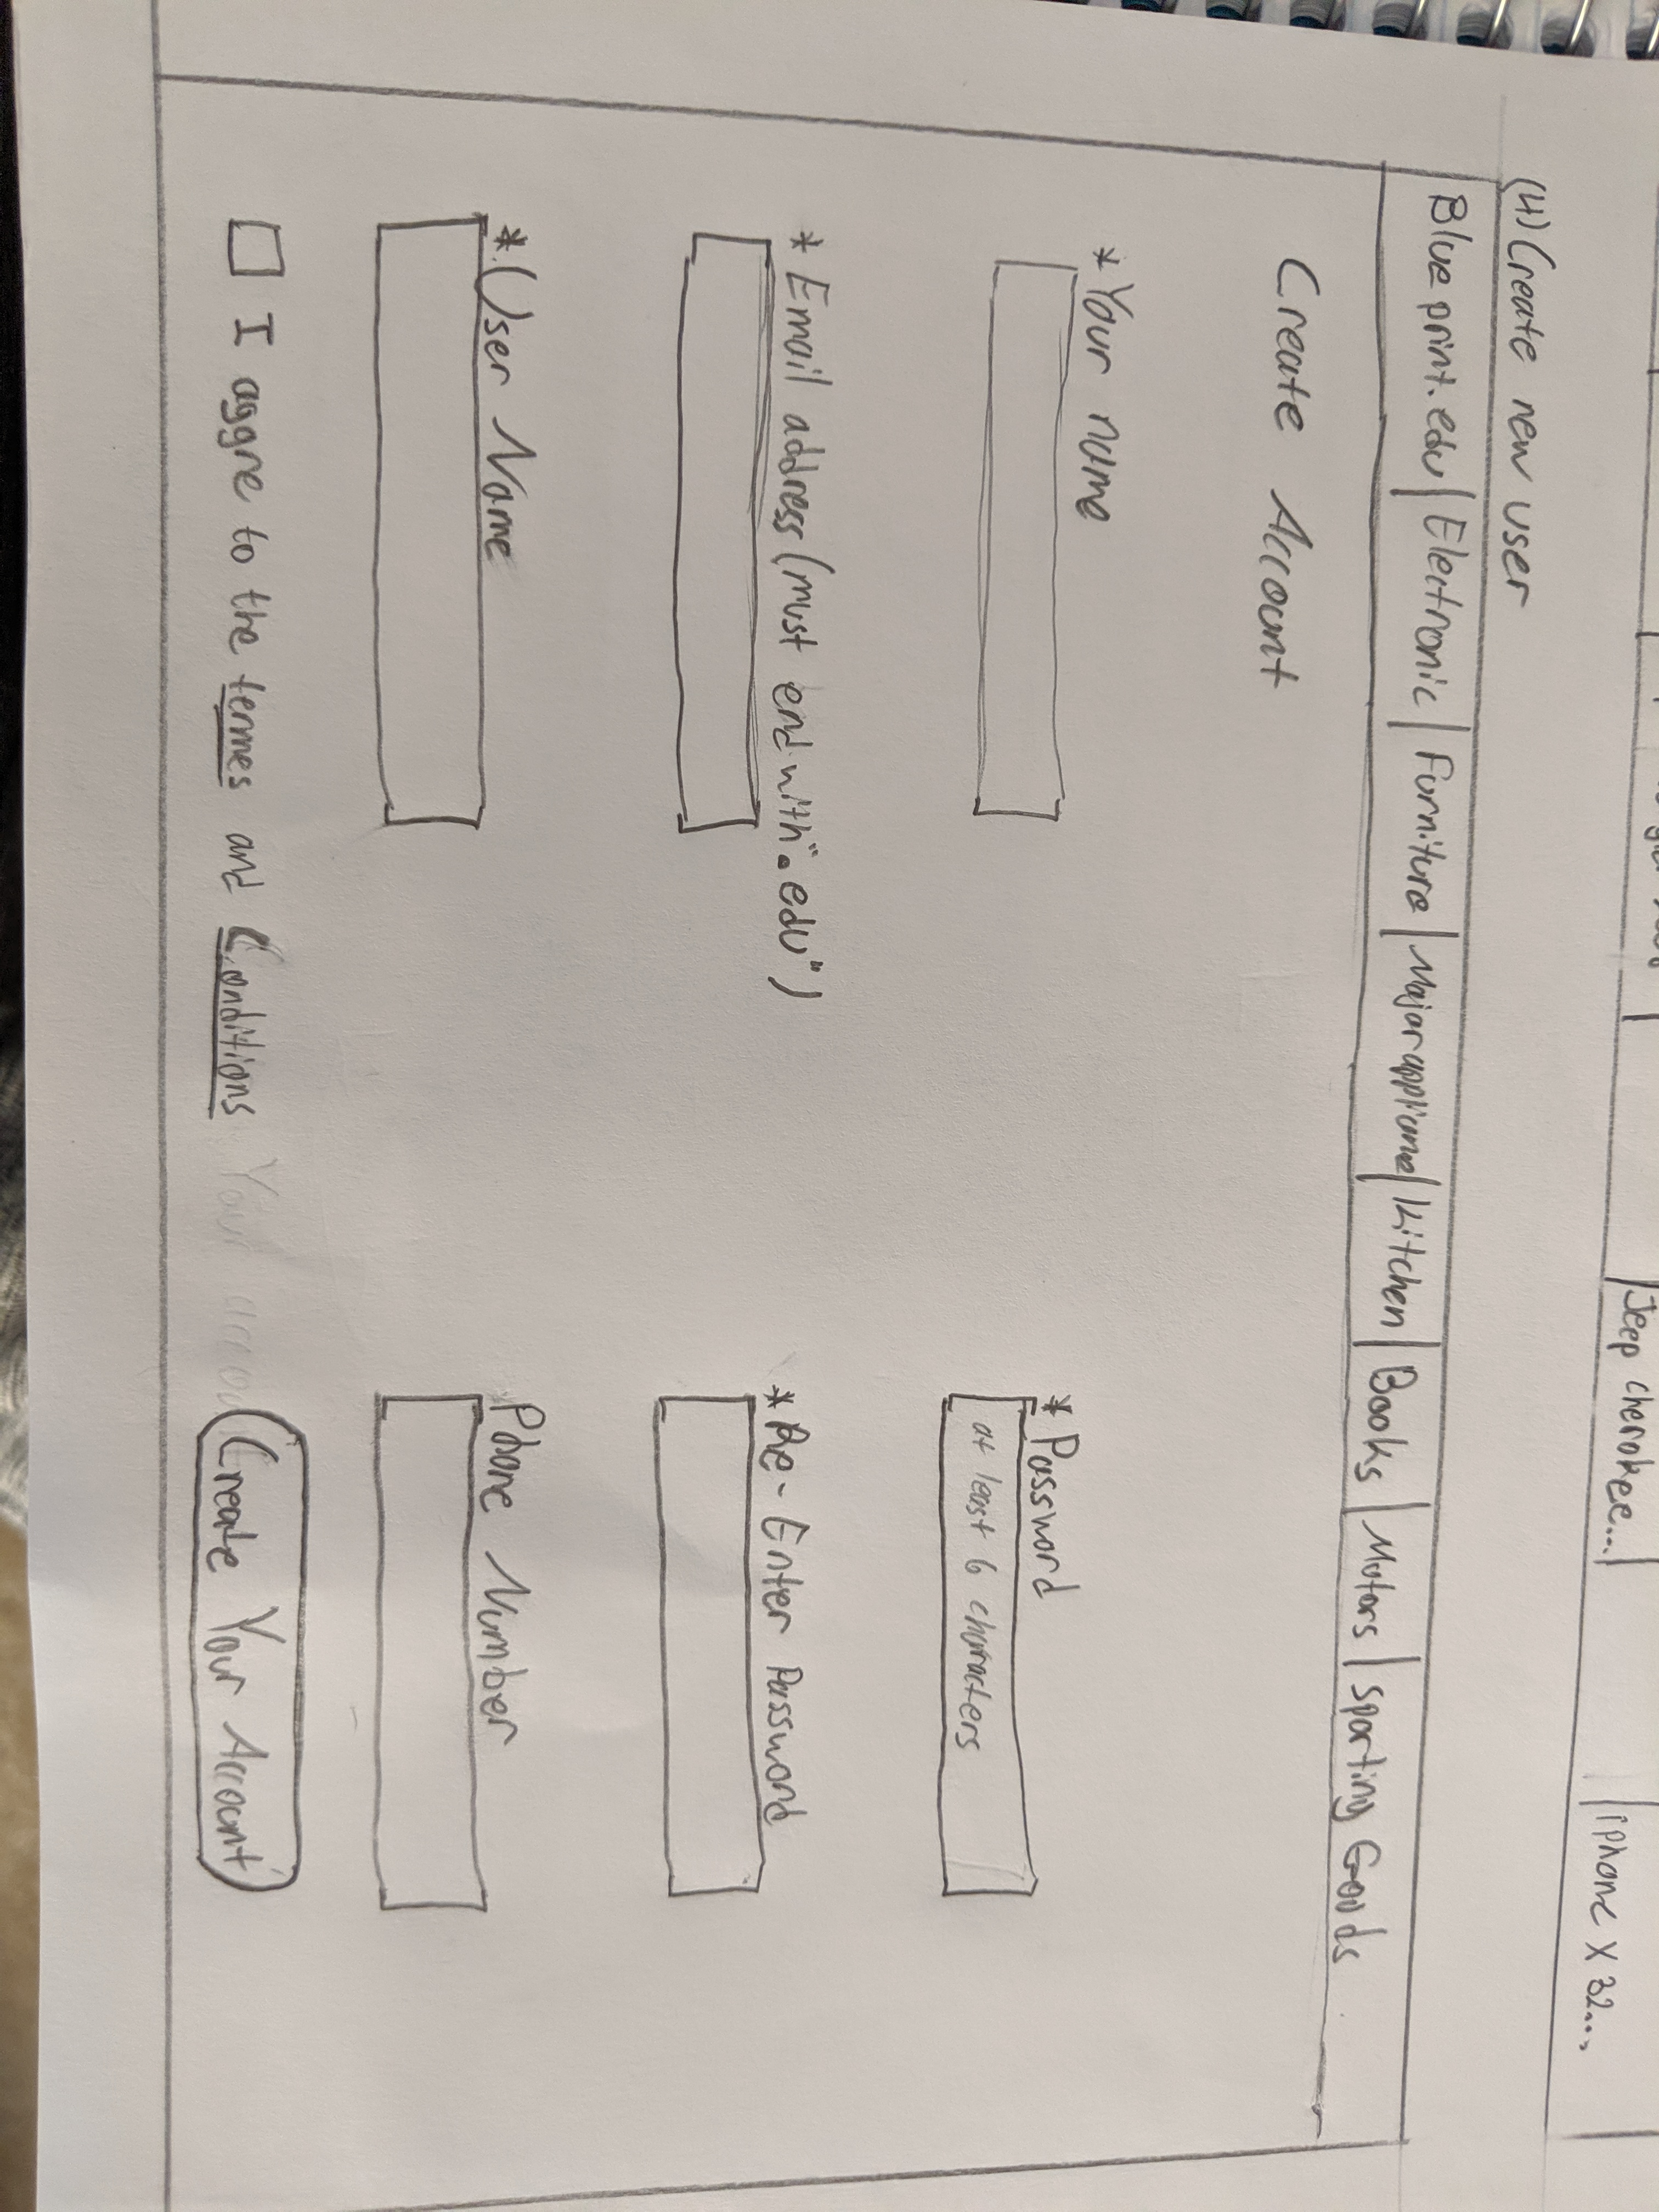 Jeep cherokee...
iphone X 32...
(4) Create new user
Blue print.edu | Electronic | Furniture | Major appliance | Kitchen | Books | Motors | Sporting Goods
Create Account
* Your name
* Password
at least 6 characters
* Email address (must end with ".edu")
* Re-Enter Password
* User Name
Phone Number
I aggre to the termes and Conditions Your accou
Create Your Account